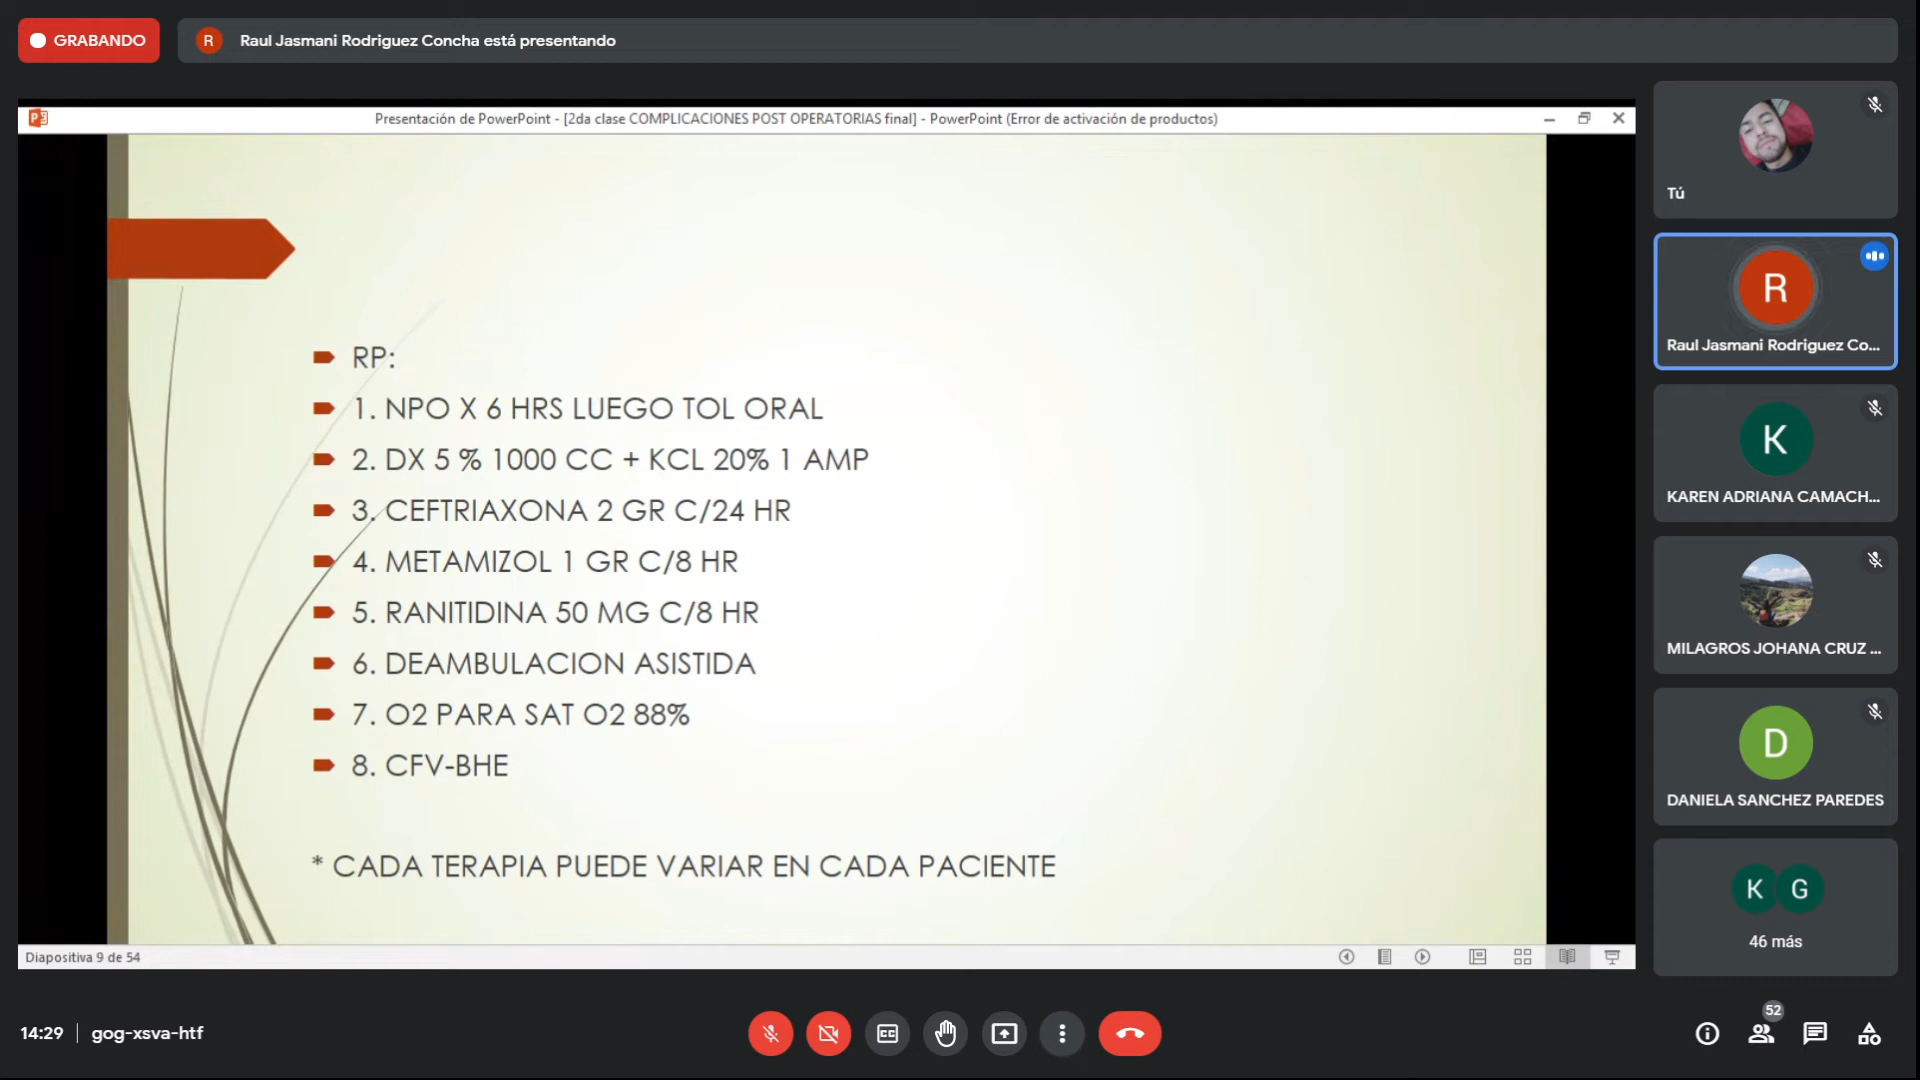 GRABANDO
R
Raul Jasmani Rodriguez Concha está presentando
Presentación de PowerPoint - [2da clase COMPLICACIONES POST OPERATORIAS final] - PowerPoint (Error de activación de productos)
RP:
1. NPO X 6 HRS LUEGO TOL ORAL
2. DX 5 % 1000 CC + KCL 20% 1 AMP
3. CEFTRIAXONA 2 GR C/24 HR
4. METAMIZOL 1 GR C/8 HR
5. RANITIDINA 50 MG C/8 HR
6. DEAMBULACION ASISTIDA
7. O2 PARA SAT O2 88%
8. CFV-BHE
* CADA TERAPIA PUEDE VARIAR EN CADA PACIENTE
Diapositiva 9 de 54
Tú
R
Raul Jasmani Rodriguez Co...
K
KAREN ADRIANA CAMACH...
MILAGROS JOHANA CRUZ ...
D
DANIELA SANCHEZ PAREDES
K G
46 más
14:29 | gog-xsva-htf
CC
52